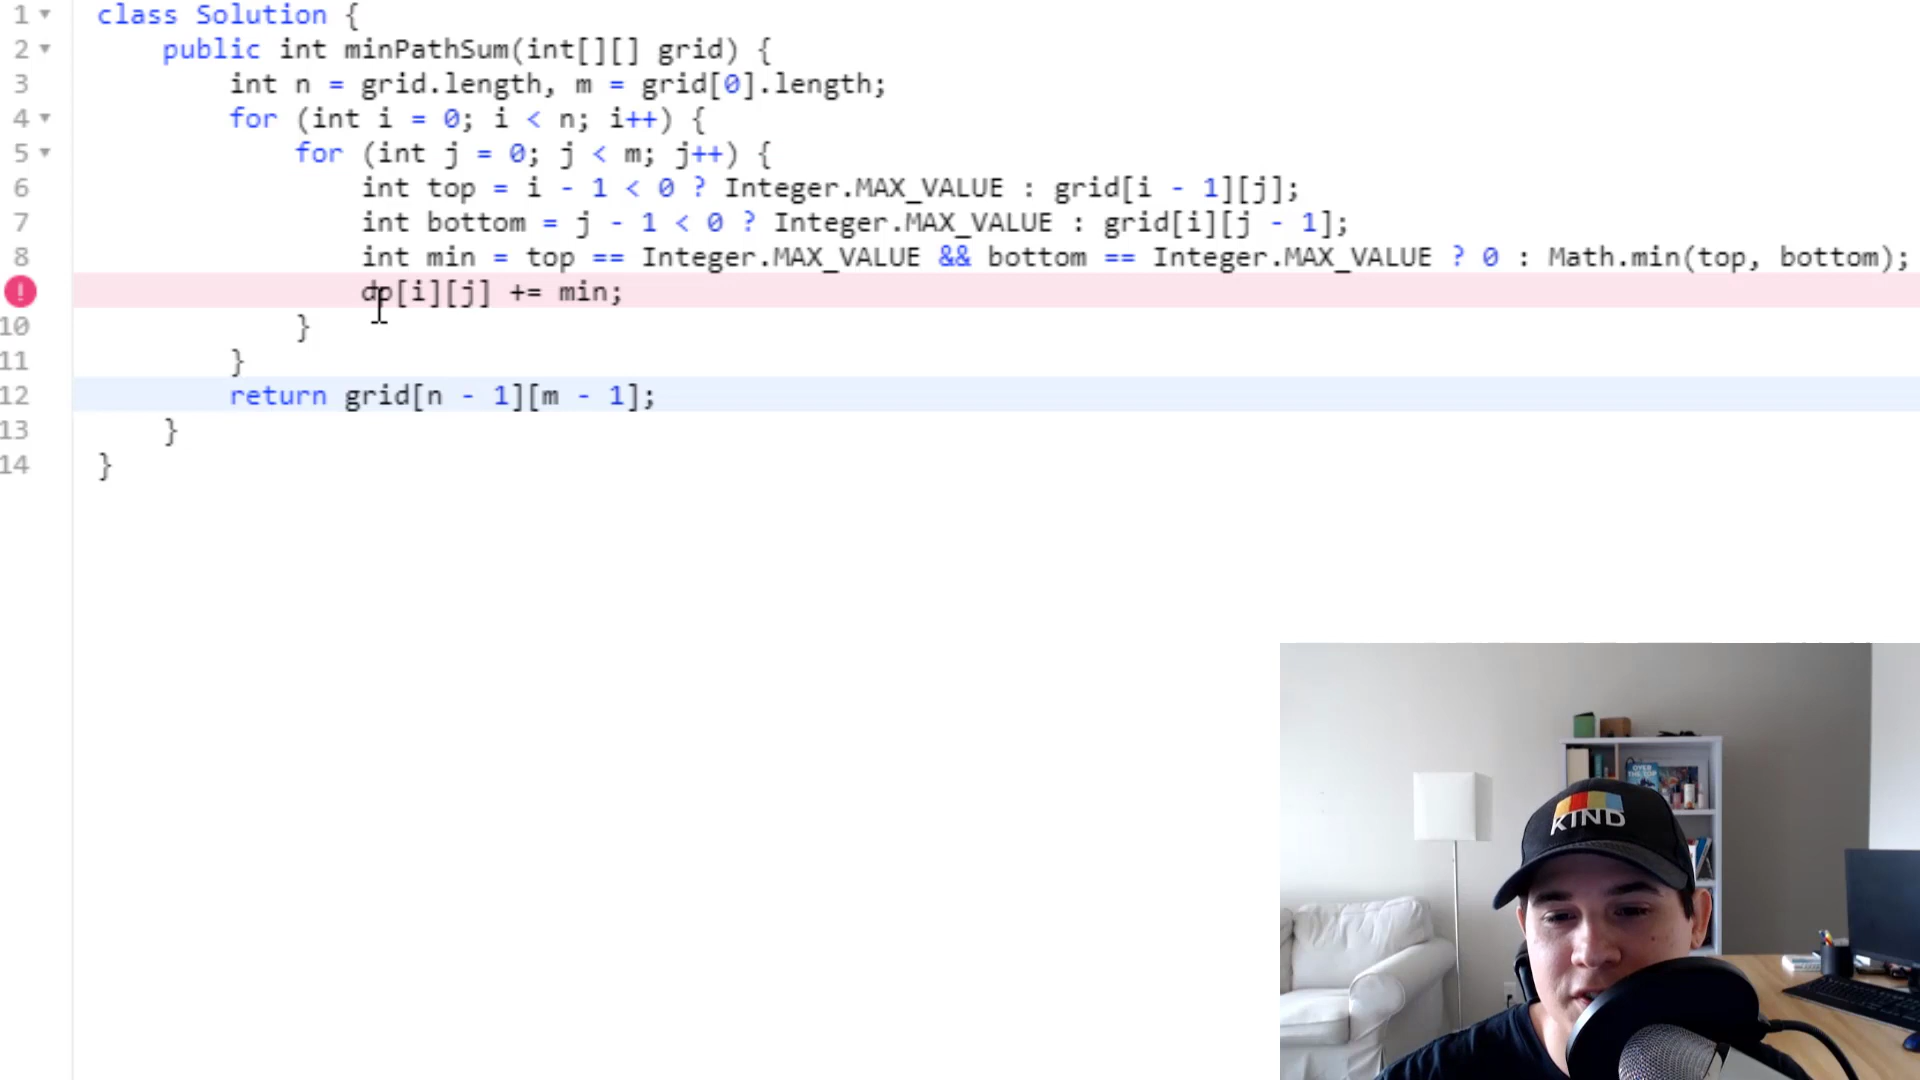 1 class Solution {
2 public int minPathSum(int[][] grid) {
3 int n = grid.length, m = grid[0].length;
4 for (int i = 0; i < n; i++) {
5 for (int j = 0; j < m; j++) {
6 int top = i - 1 < 0 ? Integer.MAX_VALUE : grid[i - 1][j];
7 int bottom = j - 1 < 0 ? Integer.MAX_VALUE : grid[i][j - 1];
8 int min = top == Integer.MAX_VALUE && bottom == Integer.MAX_VALUE ? 0 : Math.min(top, bottom);
! dp[i][j] += min;
10 }
11 }
12 return grid[n - 1][m - 1];
13 }
14 }
OVER
THE TOP
KIND